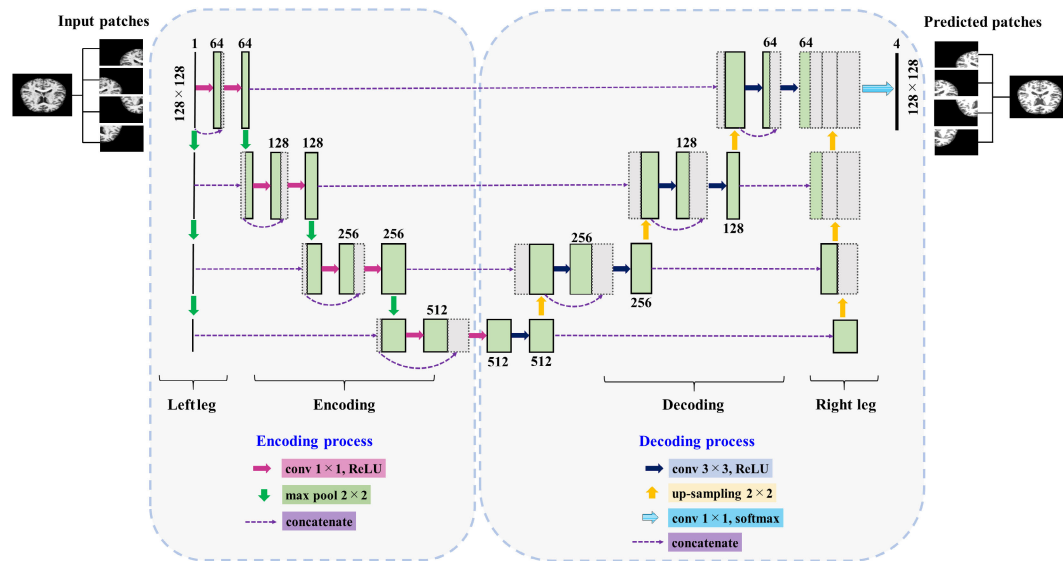 Input patches
Predicted patches
1
64
64
128×128
64
64
4
128×128
128
128
128
128
256
256
256
256
512
512
512
Left leg
Encoding
Decoding
Right leg
Encoding process
conv 1×1, ReLU
max pool 2×2
concatenate
Decoding process
conv 3×3, ReLU
up-sampling 2×2
conv 1×1, softmax
concatenate